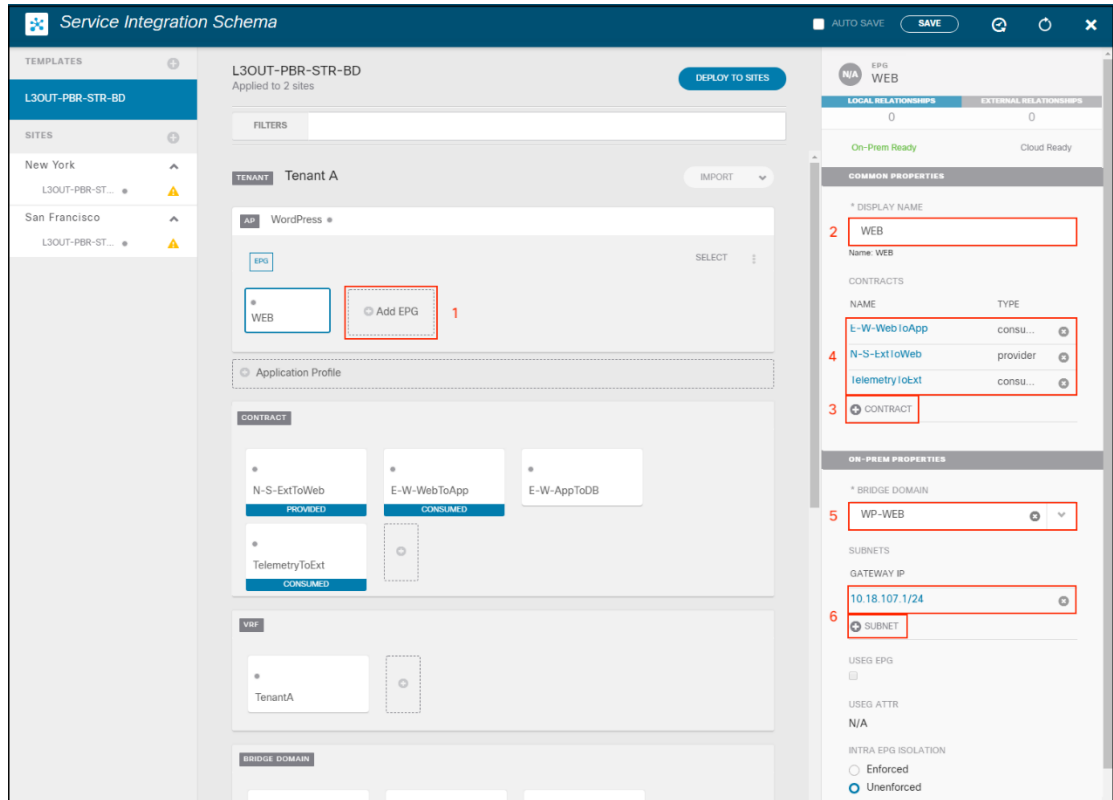 Service Integration Schema
AUTO SAVE
SAVE
TEMPLATES
L3OUT-PBR-STR-BD
SITES
New York
L3OUT-PBR-ST...
San Francisco
L3OUT-PBR-ST...
L3OUT-PBR-STR-BD
Applied to 2 sites
DEPLOY TO SITES
FILTERS
TENANT Tenant A
IMPORT
AP WordPress
EPG
SELECT
WEB
Add EPG
1
Application Profile
CONTRACT
N-S-ExtToWeb
PROVIDED
E-W-WebToApp
CONSUMED
E-W-AppToDB
TelemetryToExt
CONSUMED
VRF
TenantA
BRIDGE DOMAIN
N/A
EPG
WEB
LOCAL RELATIONSHIPS
EXTERNAL RELATIONSHIPS
0
0
On-Prem Ready
Cloud Ready
COMMON PROPERTIES
* DISPLAY NAME
2
WEB
Name: WEB
CONTRACTS
NAME TYPE
E-W-WebToApp consu...
4
N-S-ExtToWeb provider
TelemetryToExt consu...
3
CONTRACT
ON-PREM PROPERTIES
* BRIDGE DOMAIN
5
WP-WEB
SUBNETS
GATEWAY IP
10.18.107.1/24
6
SUBNET
USEG EPG
USEG ATTR
N/A
INTRA EPG ISOLATION
Enforced
Unenforced